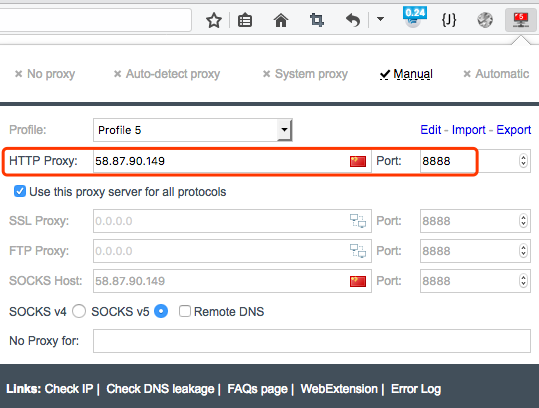 0.24
{J}
5
No proxy Auto-detect proxy System proxy Manual Automatic
Profile: Profile 5 Edit - Import - Export
HTTP Proxy: 58.87.90.149 Port: 8888
Use this proxy server for all protocols
SSL Proxy: 0.0.0.0 Port: 8888
FTP Proxy: 0.0.0.0 Port: 8888
SOCKS Host: 58.87.90.149 Port: 8888
SOCKS v4 SOCKS v5 Remote DNS
No Proxy for:
Links: Check IP | Check DNS leakage | FAQs page | WebExtension | Error Log